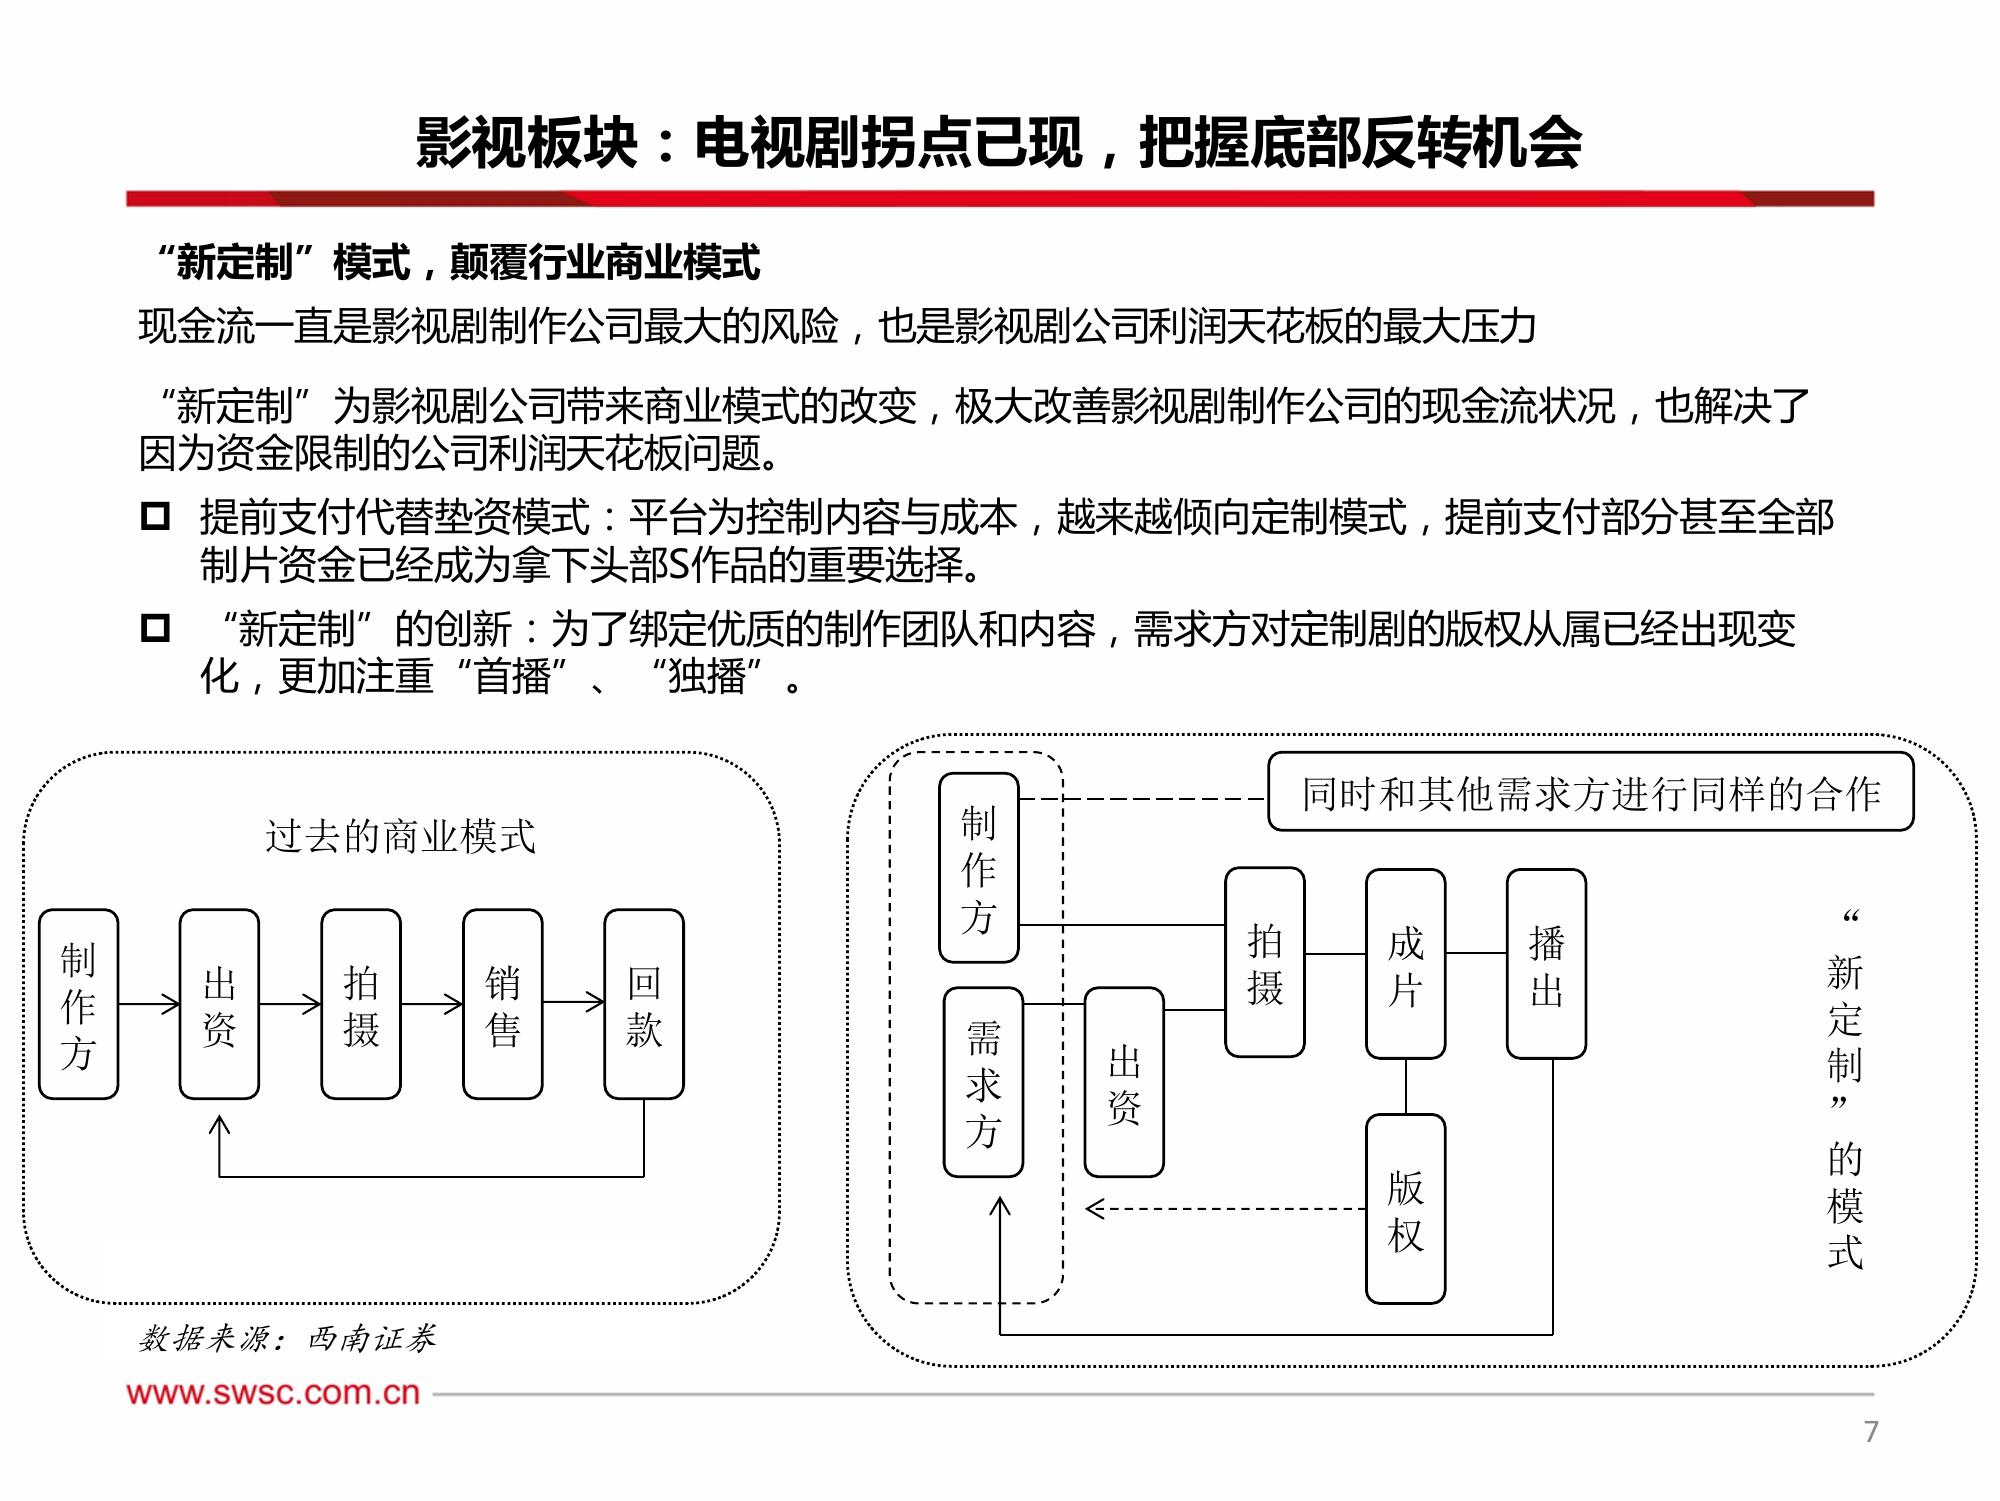 影视板块：电视剧拐点已现，把握底部反转机会
“新定制”模式，颠覆行业商业模式
现金流一直是影视剧制作公司最大的风险，也是影视剧公司利润天花板的最大压力
“新定制”为影视剧公司带来商业模式的改变，极大改善影视剧制作公司的现金流状况，也解决了
因为资金限制的公司利润天花板问题。
提前支付代替垫资模式：平台为控制内容与成本，越来越倾向定制模式，提前支付部分甚至全部
制片资金已经成为拿下头部S作品的重要选择。
“新定制”的创新：为了绑定优质的制作团队和内容，需求方对定制剧的版权从属已经出现变
化，更加注重“首播”、“独播”。
过去的商业模式
制作方
出资
拍摄
销售
回款
制作方
同时和其他需求方进行同样的合作
需求方
出资
拍摄
成片
播出
版权
“新定制”的模式
数据来源：西南证券
www.swsc.com.cn
7